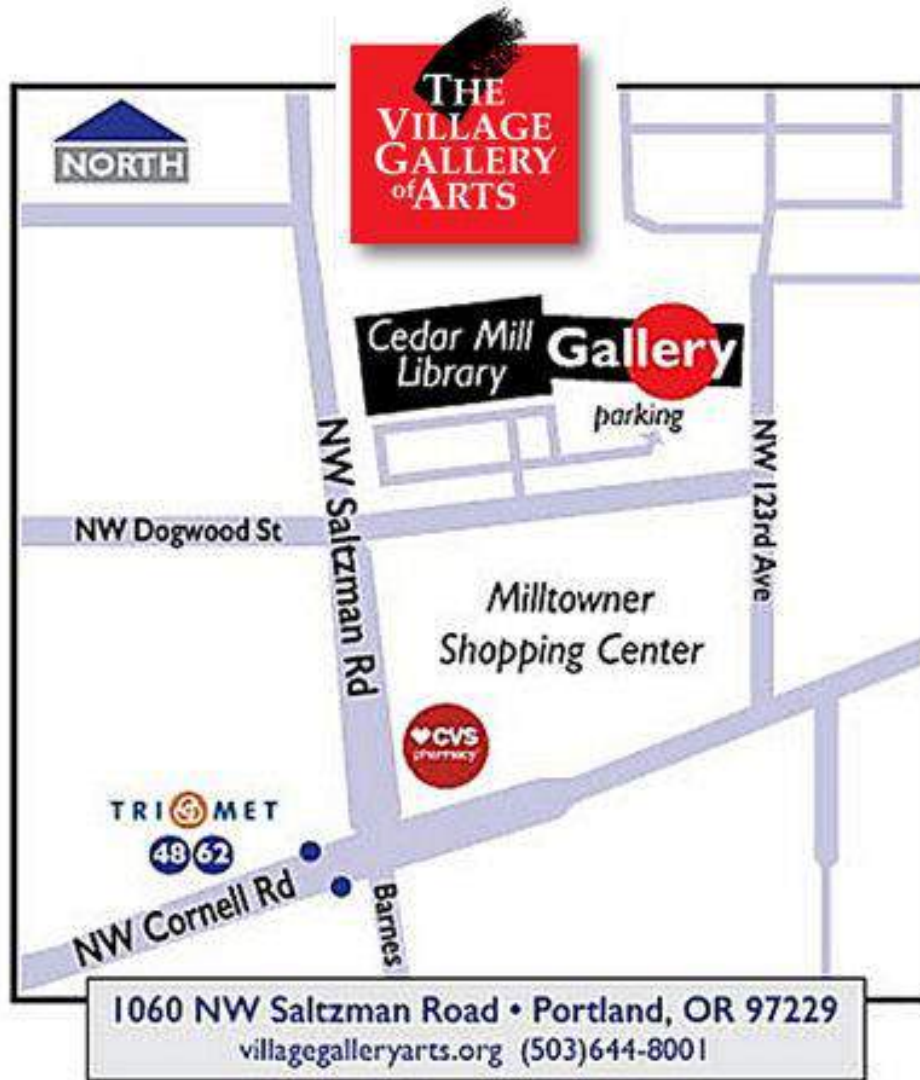 THE
VILLAGE
GALLERY
of ARTS
NORTH
Cedar Mill
Library
Gallery
parking
NW Saltzman Rd
NW 123rd Ave
NW Dogwood St
Milltowner
Shopping Center
CVS
pharmacy
TRI MET
48 62
NW Cornell Rd
Barnes
1060 NW Saltzman Road • Portland, OR 97229
villagegalleryarts.org (503)644-8001